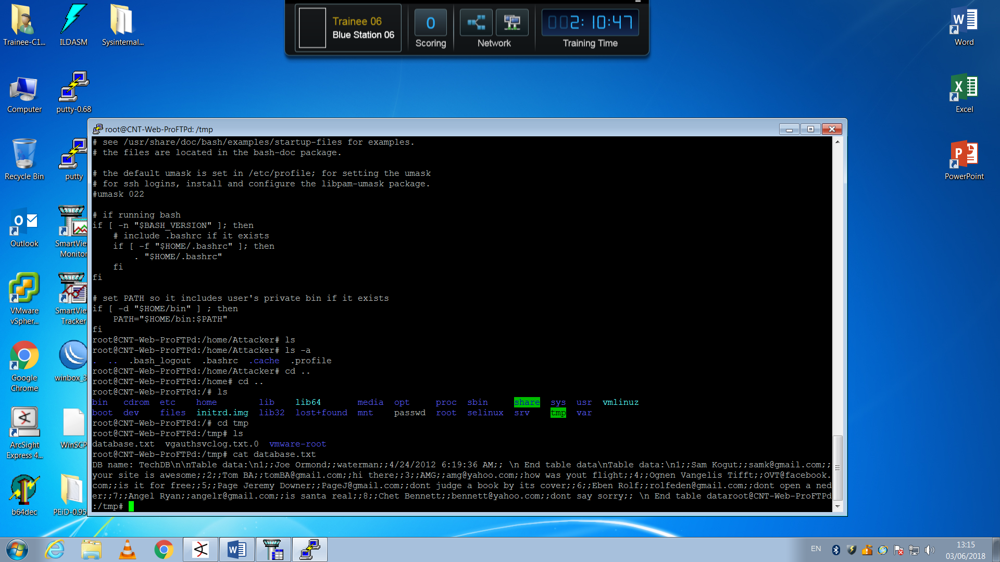 Trainee 06
Blue Station 06
0
Scoring
Network
002:10:47
Training Time
Trainee-C1...
ILDASM
Sysinternal...
Word
Computer
putty-0.68
Excel
Recycle Bin
putty
PowerPoint
Outlook
SmartVie
Monitor
VMware
vSpher...
SmartVie
Tracker
Google
Chrome
winbox_3
ArcSight
Express 4...
WinSCP
b64dec
PEiD-0.95
root@CNT-Web-ProFTPd: /tmp
# see /usr/share/doc/bash/examples/startup-files for examples.
# the files are located in the bash-doc package.
# the default umask is set in /etc/profile; for setting the umask
# for ssh logins, install and configure the libpam-umask package.
#umask 022
# if running bash
if [ -n "$BASH_VERSION" ]; then
# include .bashrc if it exists
if [ -f "$HOME/.bashrc" ]; then
. "$HOME/.bashrc"
fi
fi
# set PATH so it includes user's private bin if it exists
if [ -d "$HOME/bin" ] ; then
PATH="$HOME/bin:$PATH"
fi
root@CNT-Web-ProFTPd:/home/Attacker# ls
root@CNT-Web-ProFTPd:/home/Attacker# ls -a
. .. .bash_logout .bashrc .cache .profile
root@CNT-Web-ProFTPd:/home/Attacker# cd ..
root@CNT-Web-ProFTPd:/home# cd ..
root@CNT-Web-ProFTPd:/# ls
bin cdrom etc home lib lib64 media opt proc sbin share sys usr vmlinuz
boot dev files initrd.img lib32 lost+found mnt passwd root selinux srv tmp var
root@CNT-Web-ProFTPd:/# cd tmp
root@CNT-Web-ProFTPd:/tmp# ls
database.txt vgauthsvclog.txt.0 vmware-root
root@CNT-Web-ProFTPd:/tmp# cat database.txt
DB name: TechDB\n\nTable data:\n1;;Joe Ormond;;waterman;;4/24/2012 6:19:36 AM;; \n End table data\nTable data:\n1;;Sam Kogut;;samk@gmail.com;;
your site is awesome;;2;;Tom BA;;tomBA@gmail.com;;hi there;;3;;AMG;;amg@yahoo.com;;how was yout flight;;4;;Ognen Vangelis Tifft;;OVT@facebook.
com;;is it for free;;5;;Page Jeremy Downer;;PageJ@gmail.com;;dont judge a book by its cover;;6;;Eben Rolf;;rolfeden@gmail.com;;dont open a ned
er;;7;;Angel Ryan;;angelr@gmail.com;;is santa real;;8;;Chet Bennett;;bennett@yahoo.com;;dont say sorry;; \n End table dataroot@CNT-Web-ProFTPd
:/tmp#
EN
13:15
03/06/2018